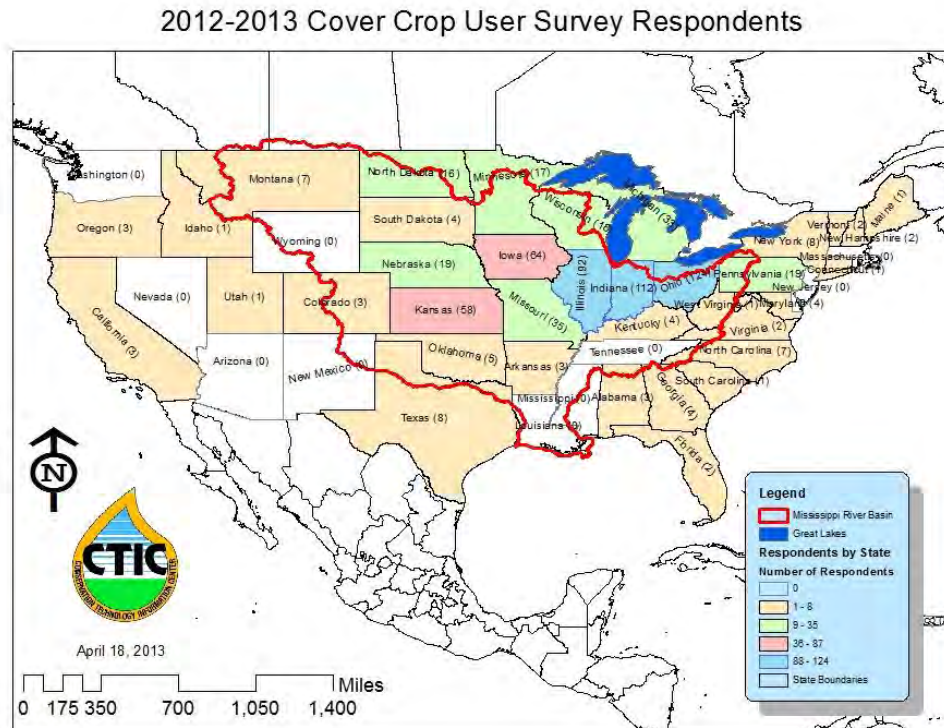 2012-2013 Cover Crop User Survey Respondents
ashington (0)
Montana (7)
North Dakota (16)
Minnesota (17)
Oregon (3)
Idaho (1)
South Dakota (4)
Wisconsin
Michigan
Maine (1)
Vermont (2)
New York (8)
New Hampshire (2)
Wyoming (0)
Massachusetts (0)
Connecticut (1)
Nebraska (19)
Iowa (64)
Pennsylvania (19)
New Jersey (0)
Nevada (0)
Utah (1)
Colorado (3)
Illinois (92)
Indiana (112)
Ohio (124)
West Virginia (1)
Maryland (4)
Kansas (58)
Missouri (35)
California (3)
Kentucky (4)
Virginia (2)
Arizona (0)
New Mexico (0)
Oklahoma (5)
Arkansas (3)
Tennessee (0)
North Carolina (7)
South Carolina (1)
Mississippi (0)
Alabama (3)
Georgia (4)
Texas (8)
Louisiana (0)
Florida (2)
N
CTIC
CONSERVATION TECHNOLOGY INFORMATION CENTER
April 18, 2013
Miles
0 175 350 700 1,050 1,400
Legend
Mississippi River Basin
Great Lakes
Respondents by State
Number of Respondents
0
1 - 8
9 - 35
36 - 87
88 - 124
State Boundaries